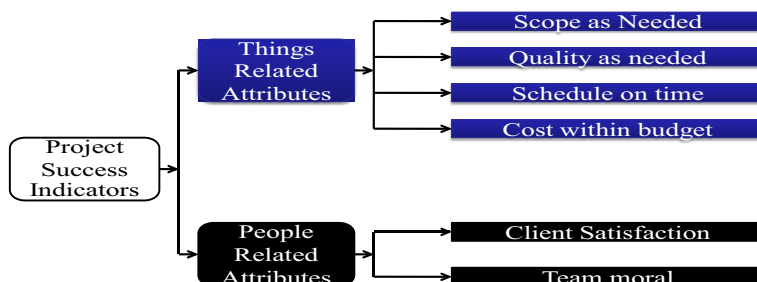 Things
Related
Attributes
Scope as Needed
Quality as needed
Schedule on time
Cost within budget
Project
Success
Indicators
People
Related
Attributes
Client Satisfaction
Team moral